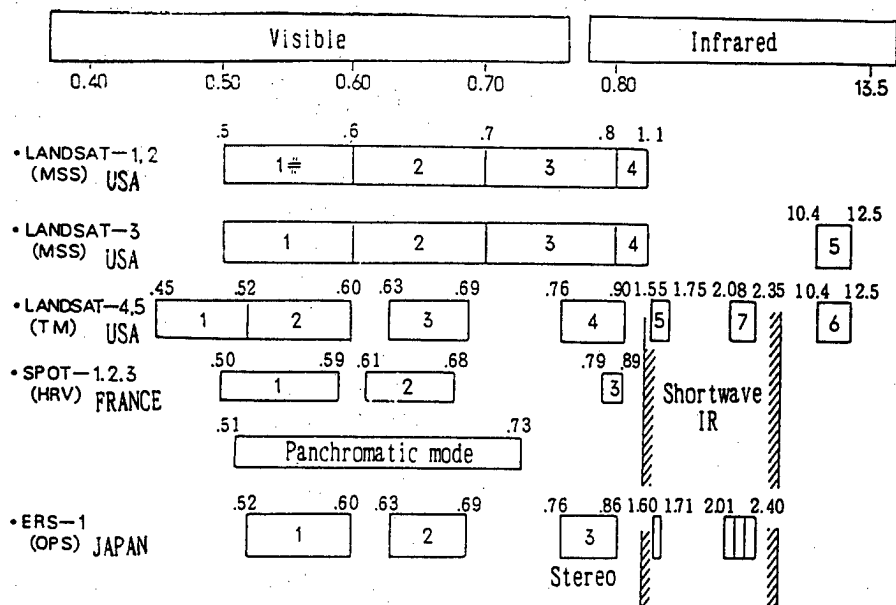 Visible Infrared
0.40 0.50 0.60 0.70 0.80 13.5
.5 .6 .7 .8 1.1
• LANDSAT-1,2 1# 2 3 4
(MSS) USA
10.4 12.5
• LANDSAT-3 1 2 3 4 5
(MSS) USA
.45 .52 .60 .63 .69 .76 .90 1.55 1.75 2.08 2.35 10.4 12.5
• LANDSAT-4,5 1 2 3 4 5 7 6
(TM) USA
.50 .59 .61 .68 .79 .89
• SPOT-1.2.3 1 2 3 Shortwave
(HRV) FRANCE IR
.51 .73
Panchromatic mode
.52 .60 .63 .69 .76 .86 1.60 1.71 2.01 2.40
• ERS-1 1 2 3
(OPS) JAPAN
Stereo